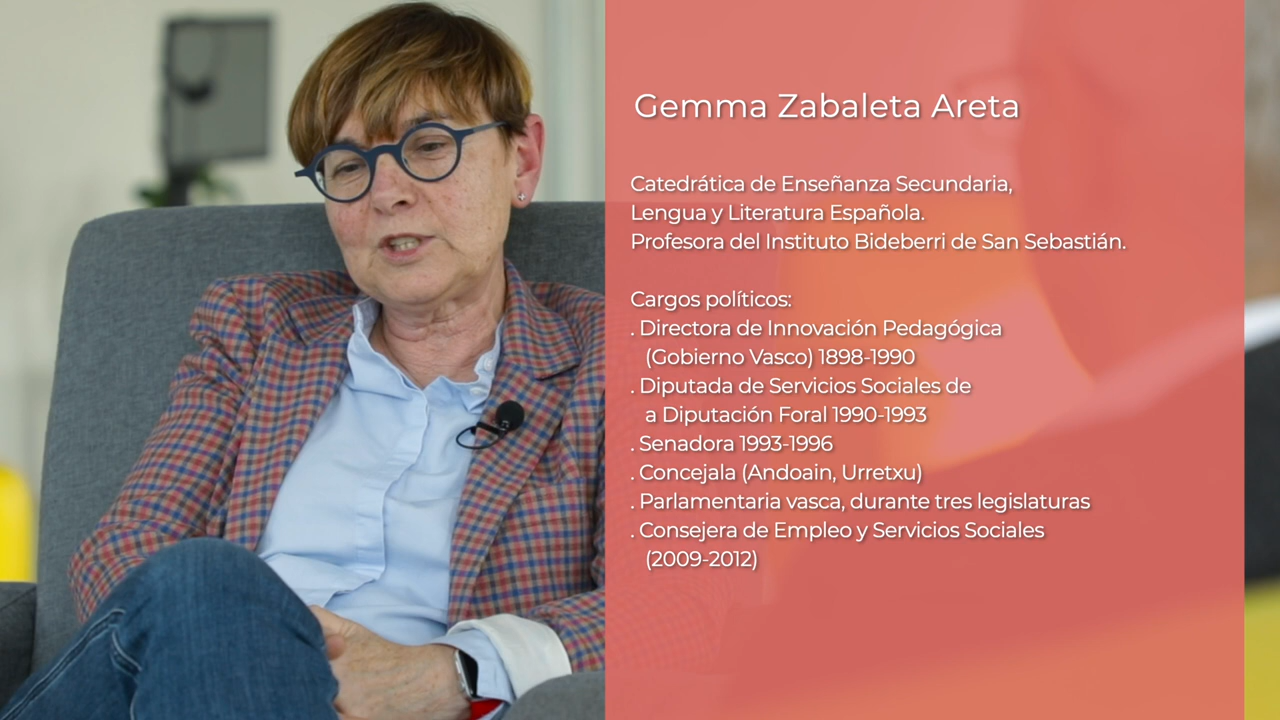 Gemma Zabaleta Areta
Catedrática de Enseñanza Secundaria,
Lengua y Literatura Española.
Profesora del Instituto Bideberri de San Sebastián.
Cargos políticos:
. Directora de Innovación Pedagógica
(Gobierno Vasco) 1898-1990
. Diputada de Servicios Sociales de
a Diputación Foral 1990-1993
. Senadora 1993-1996
. Concejala (Andoain, Urretxu)
. Parlamentaria vasca, durante tres legislaturas
. Consejera de Empleo y Servicios Sociales
(2009-2012)